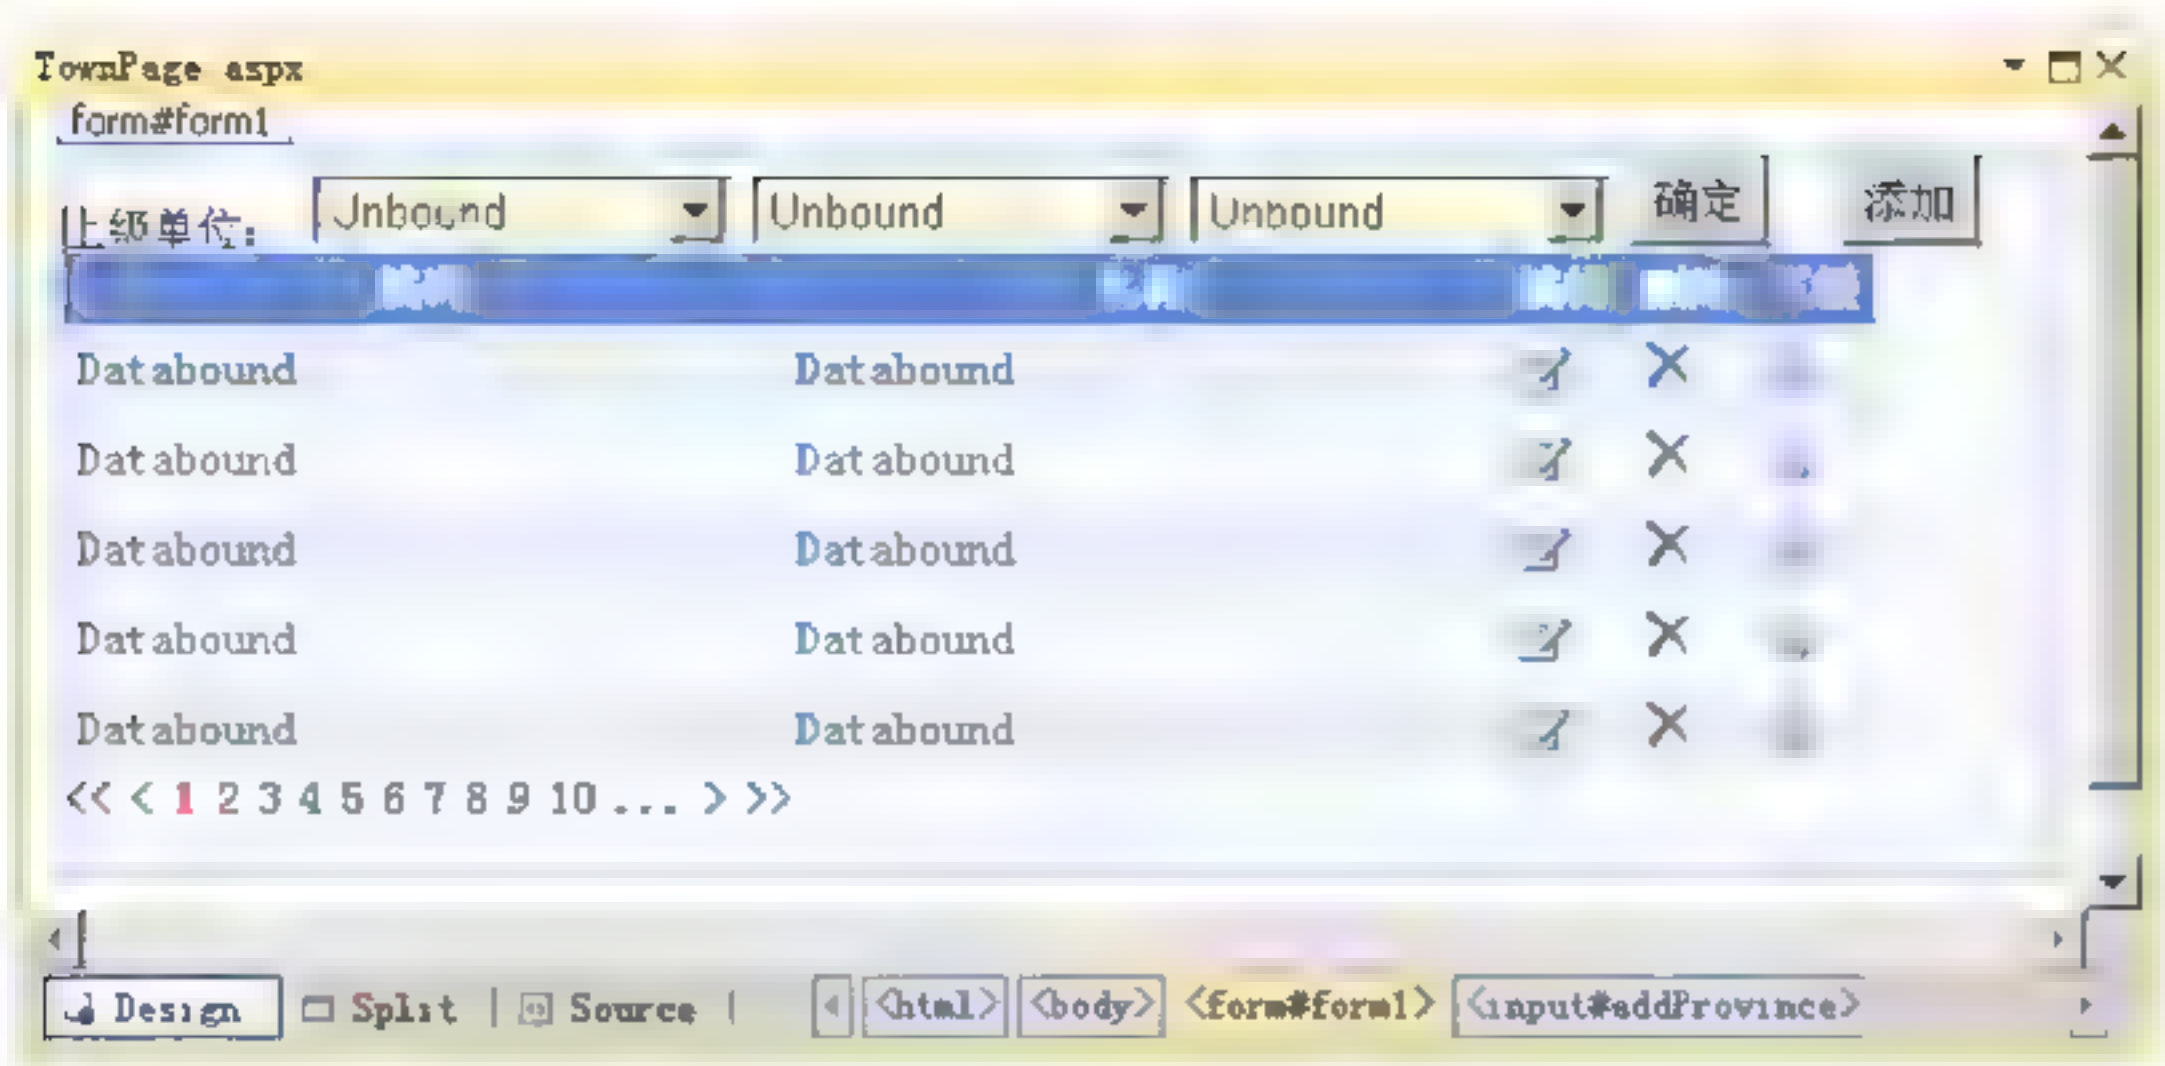 TownPage aspx
form#form1
上级单位: Unbound Unbound Unbound 确定 添加
Databound Databound
Databound Databound
Databound Databound
Databound Databound
Databound Databound
<< < 1 2 3 4 5 6 7 8 9 10 ... > >>
Design Split Source <html> <body> <form#form1> <input#addProvince>